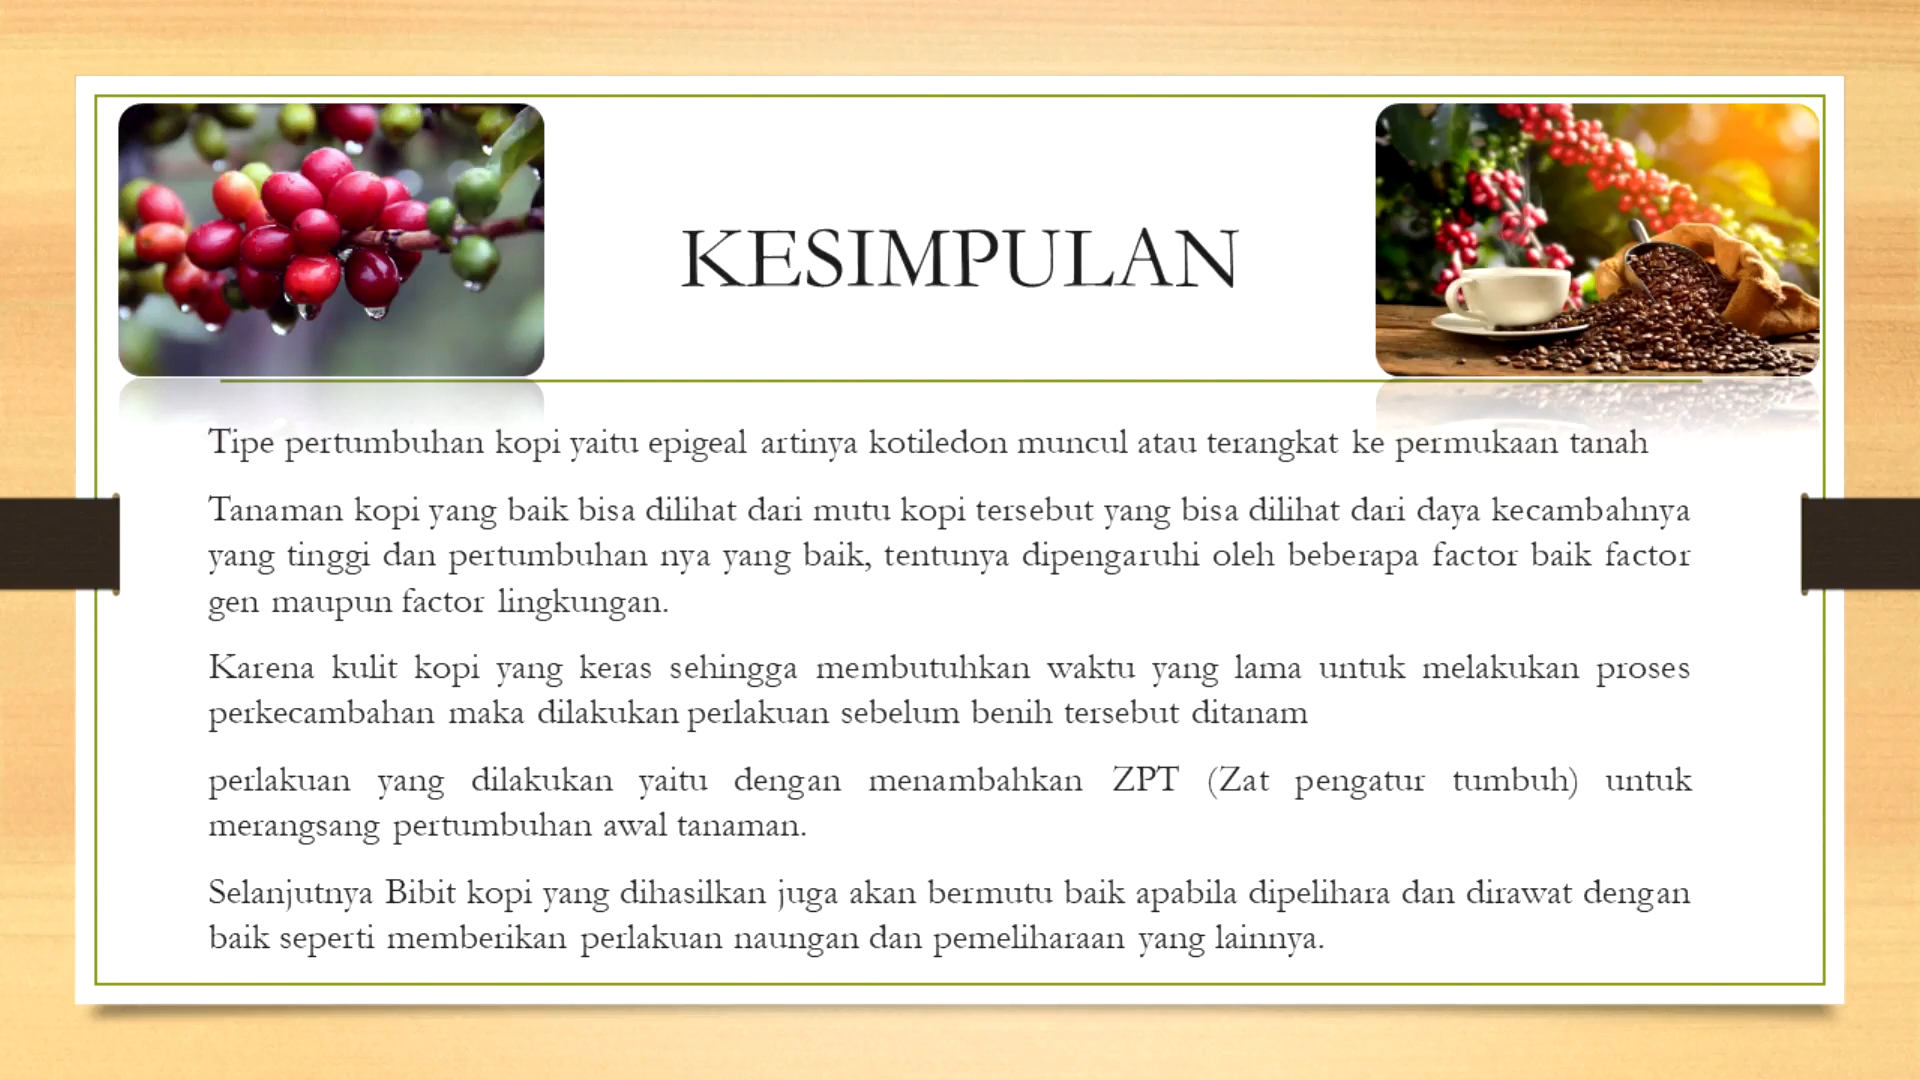 KESIMPULAN
Tipe pertumbuhan kopi yaitu epigeal artinya kotiledon muncul atau terangkat ke permukaan tanah
Tanaman kopi yang baik bisa dilihat dari mutu kopi tersebut yang bisa dilihat dari daya kecambahnya
yang tinggi dan pertumbuhan nya yang baik, tentunya dipengaruhi oleh beberapa factor baik factor
gen maupun factor lingkungan.
Karena kulit kopi yang keras sehingga membutuhkan waktu yang lama untuk melakukan proses
perkecambahan maka dilakukan perlakuan sebelum benih tersebut ditanam
perlakuan yang dilakukan yaitu dengan menambahkan ZPT (Zat pengatur tumbuh) untuk
merangsang pertumbuhan awal tanaman.
Selanjutnya Bibit kopi yang dihasilkan juga akan bermutu baik apabila dipelihara dan dirawat dengan
baik seperti memberikan perlakuan naungan dan pemeliharaan yang lainnya.